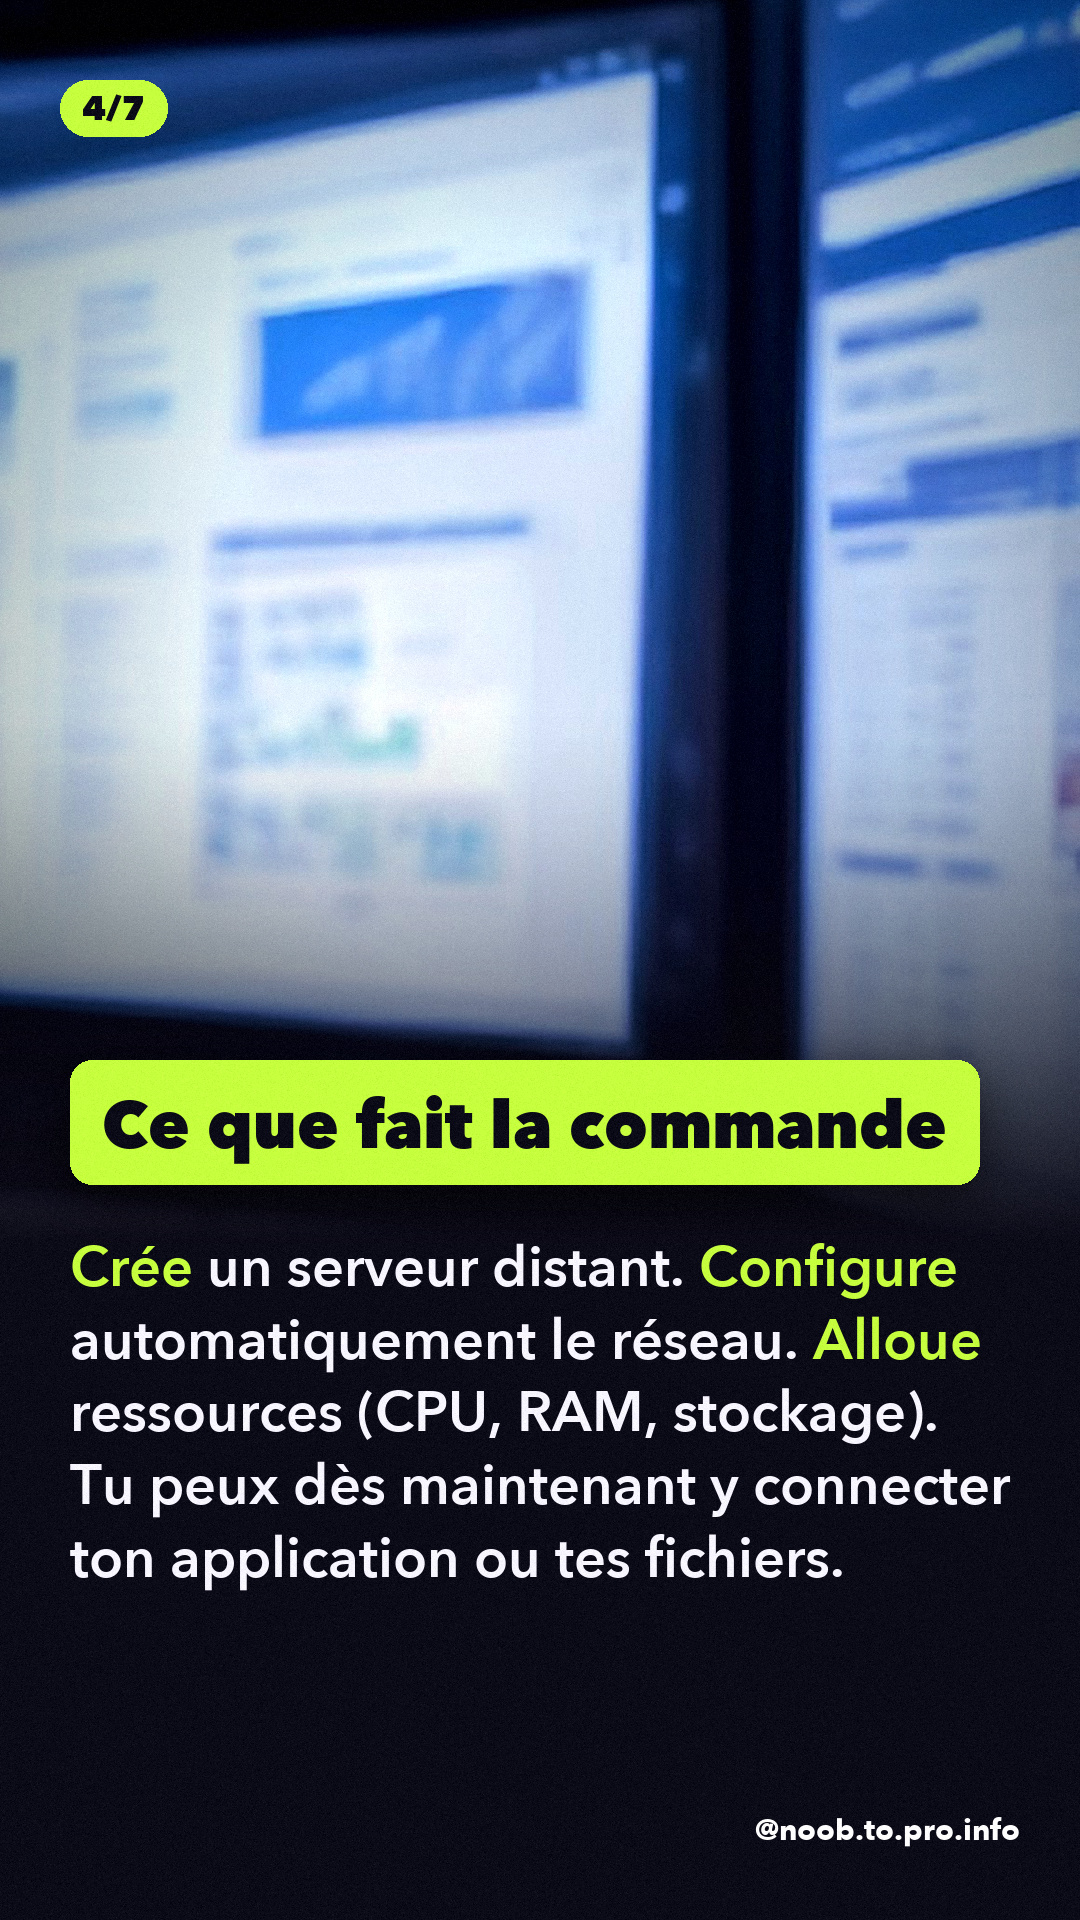 4/7
Ce que fait la commande
Crée un serveur distant. Configure
automatiquement le réseau. Alloue
ressources (CPU, RAM, stockage).
Tu peux dès maintenant y connecter
ton application ou tes fichiers.
@noob.to.pro.info